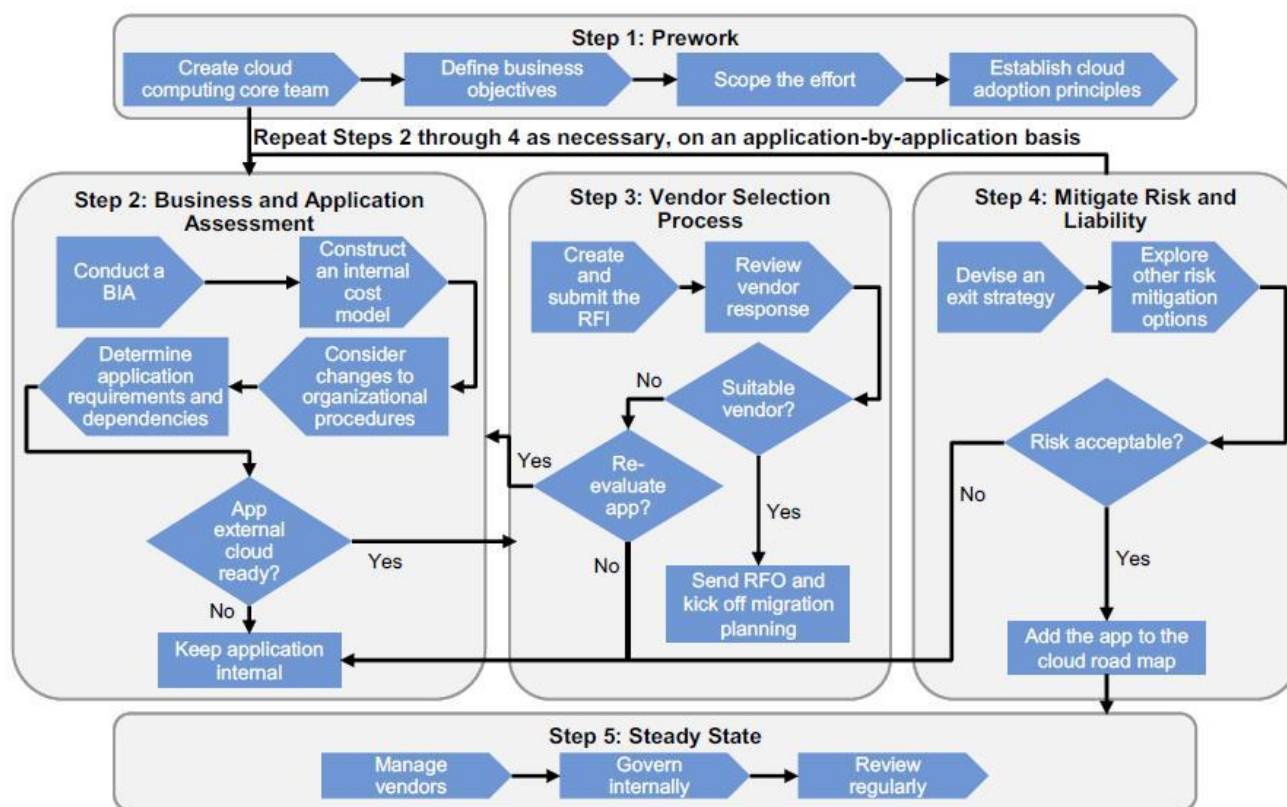 Step 1: Prework
Create cloud
computing core team
Define business
objectives
Scope the effort
Establish cloud
adoption principles
Repeat Steps 2 through 4 as necessary, on an application-by-application basis
Step 2: Business and Application
Assessment
Conduct a
BIA
Construct
an internal
cost
model
Consider
changes to
organizational
procedures
Determine
application
requirements and
dependencies
App
external
cloud
ready?
Yes
No
Keep application
internal
Step 3: Vendor Selection
Process
Create
and
submit the
RFI
Review
vendor
response
Suitable
vendor?
No
Re-
evaluate
app?
Yes
No
Yes
Send RFO and
kick off migration
planning
Step 4: Mitigate Risk and
Liability
Devise an
exit strategy
Explore
other risk
mitigation
options
Risk acceptable?
No
Yes
Add the app to the
cloud road map
Step 5: Steady State
Manage
vendors
Govern
internally
Review
regularly